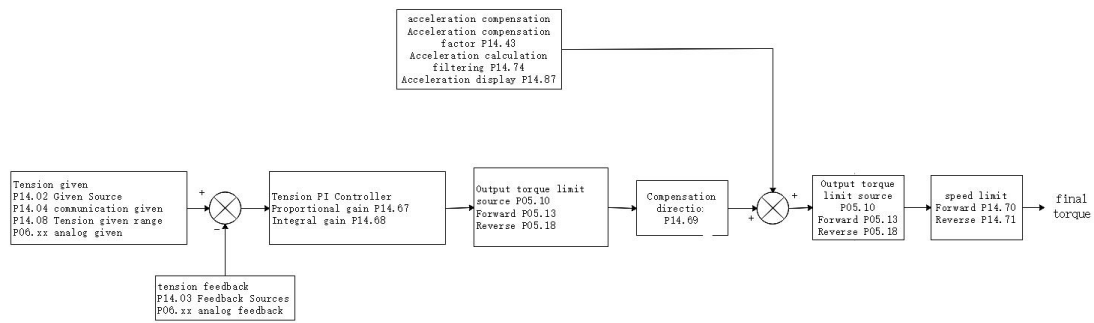 acceleration compensation
Acceleration compensation
factor P14.43
Acceleration calculation
filtering P14.74
Acceleration display P14.87
Tension given
P14.02 Given Source
P14.04 communication given
P14.08 Tension given range
P06.xx analog given
+
−
tension feedback
P14.03 Feedback Sources
P06.xx analog feedback
Tension PI Controller
Proportional gain P14.67
Integral gain P14.68
Output torque limit
source P05.10
Forward P05.13
Reverse P05.18
Compensation
directio
P14.69
+
+
Output torque
limit source
P05.10
Forward P05.13
Reverse P05.18
speed limit
Forward P14.70
Reverse P14.71
final
torque